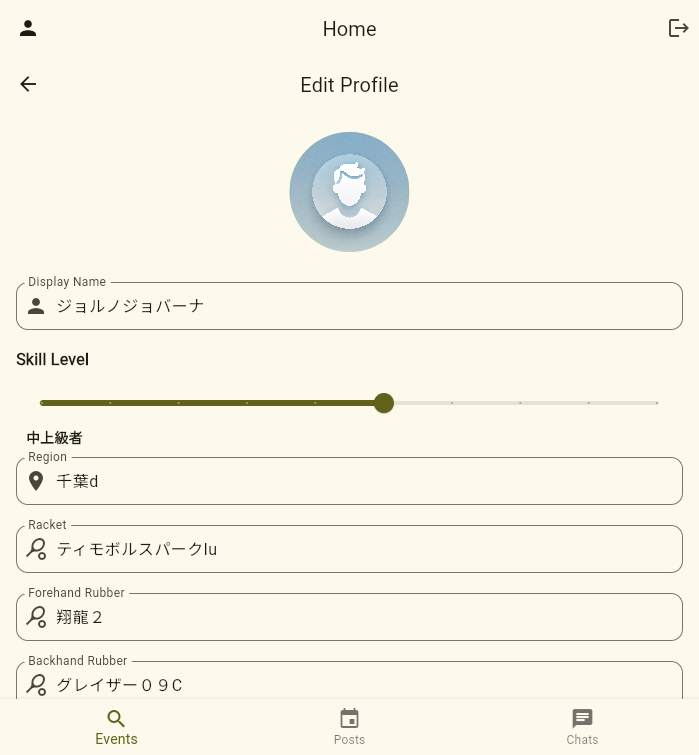 Home
Edit Profile
Display Name
ジョルノジョバーナ
Skill Level
中上級者
Region
千葉d
Racket
ティモボルスパークlu
Forehand Rubber
翔龍２
Backhand Rubber
グレイザー０９C
Events
Posts
Chats